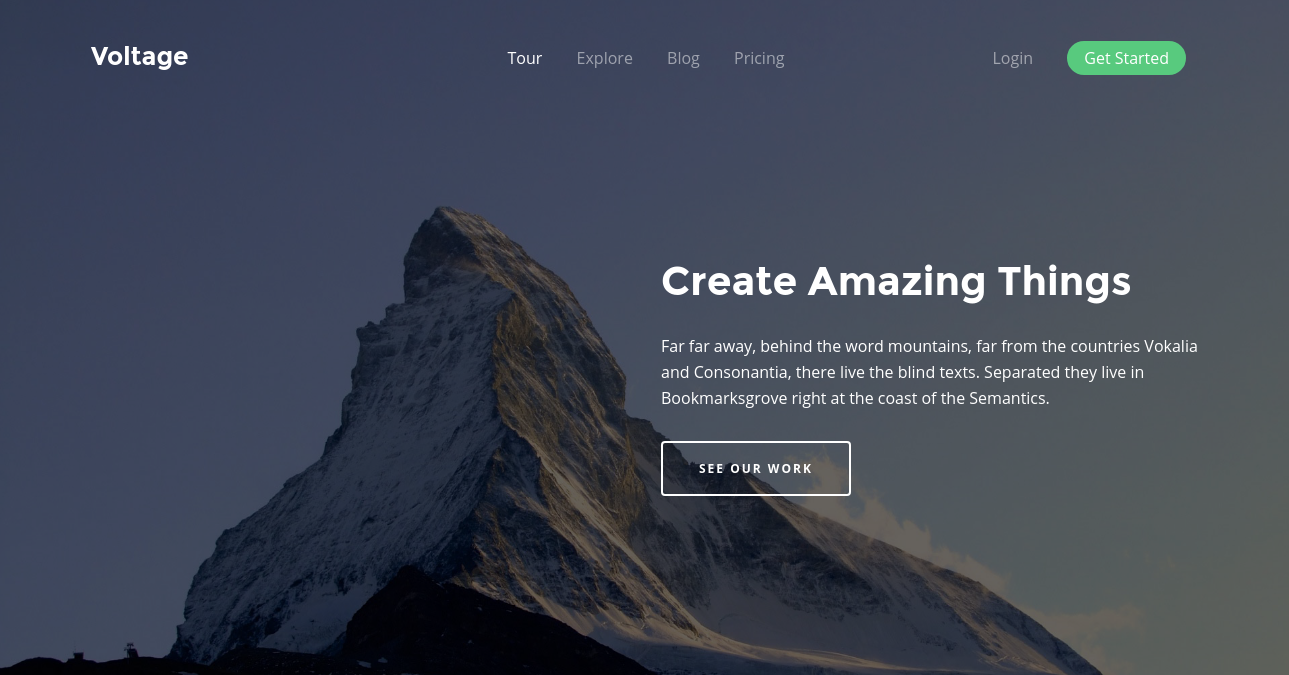 Voltage
Tour
Explore
Blog
Pricing
Login
Get Started
Create Amazing Things
Far far away, behind the word mountains, far from the countries Vokalia
and Consonantia, there live the blind texts. Separated they live in
Bookmarksgrove right at the coast of the Semantics.
SEE OUR WORK